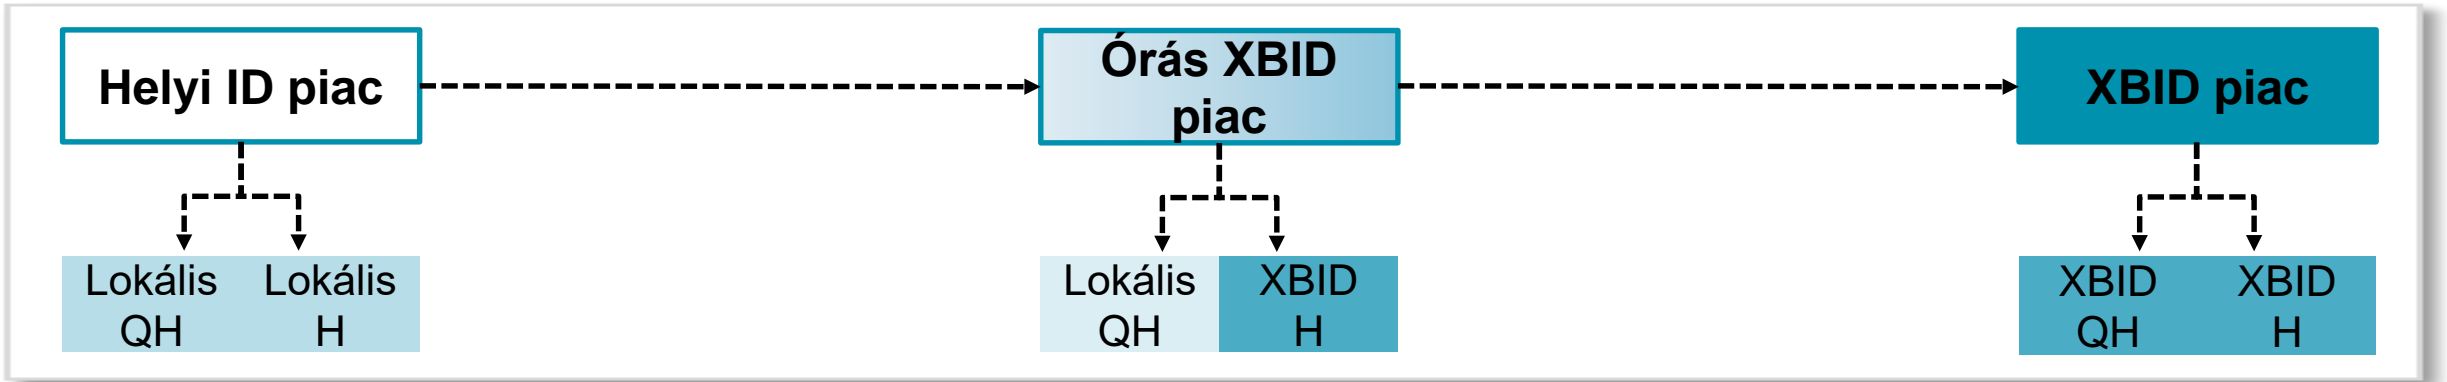 Helyi ID piac
Órás XBID
piac
XBID piac
Lokális
QH
Lokális
H
Lokális
QH
XBID
H
XBID
QH
XBID
H